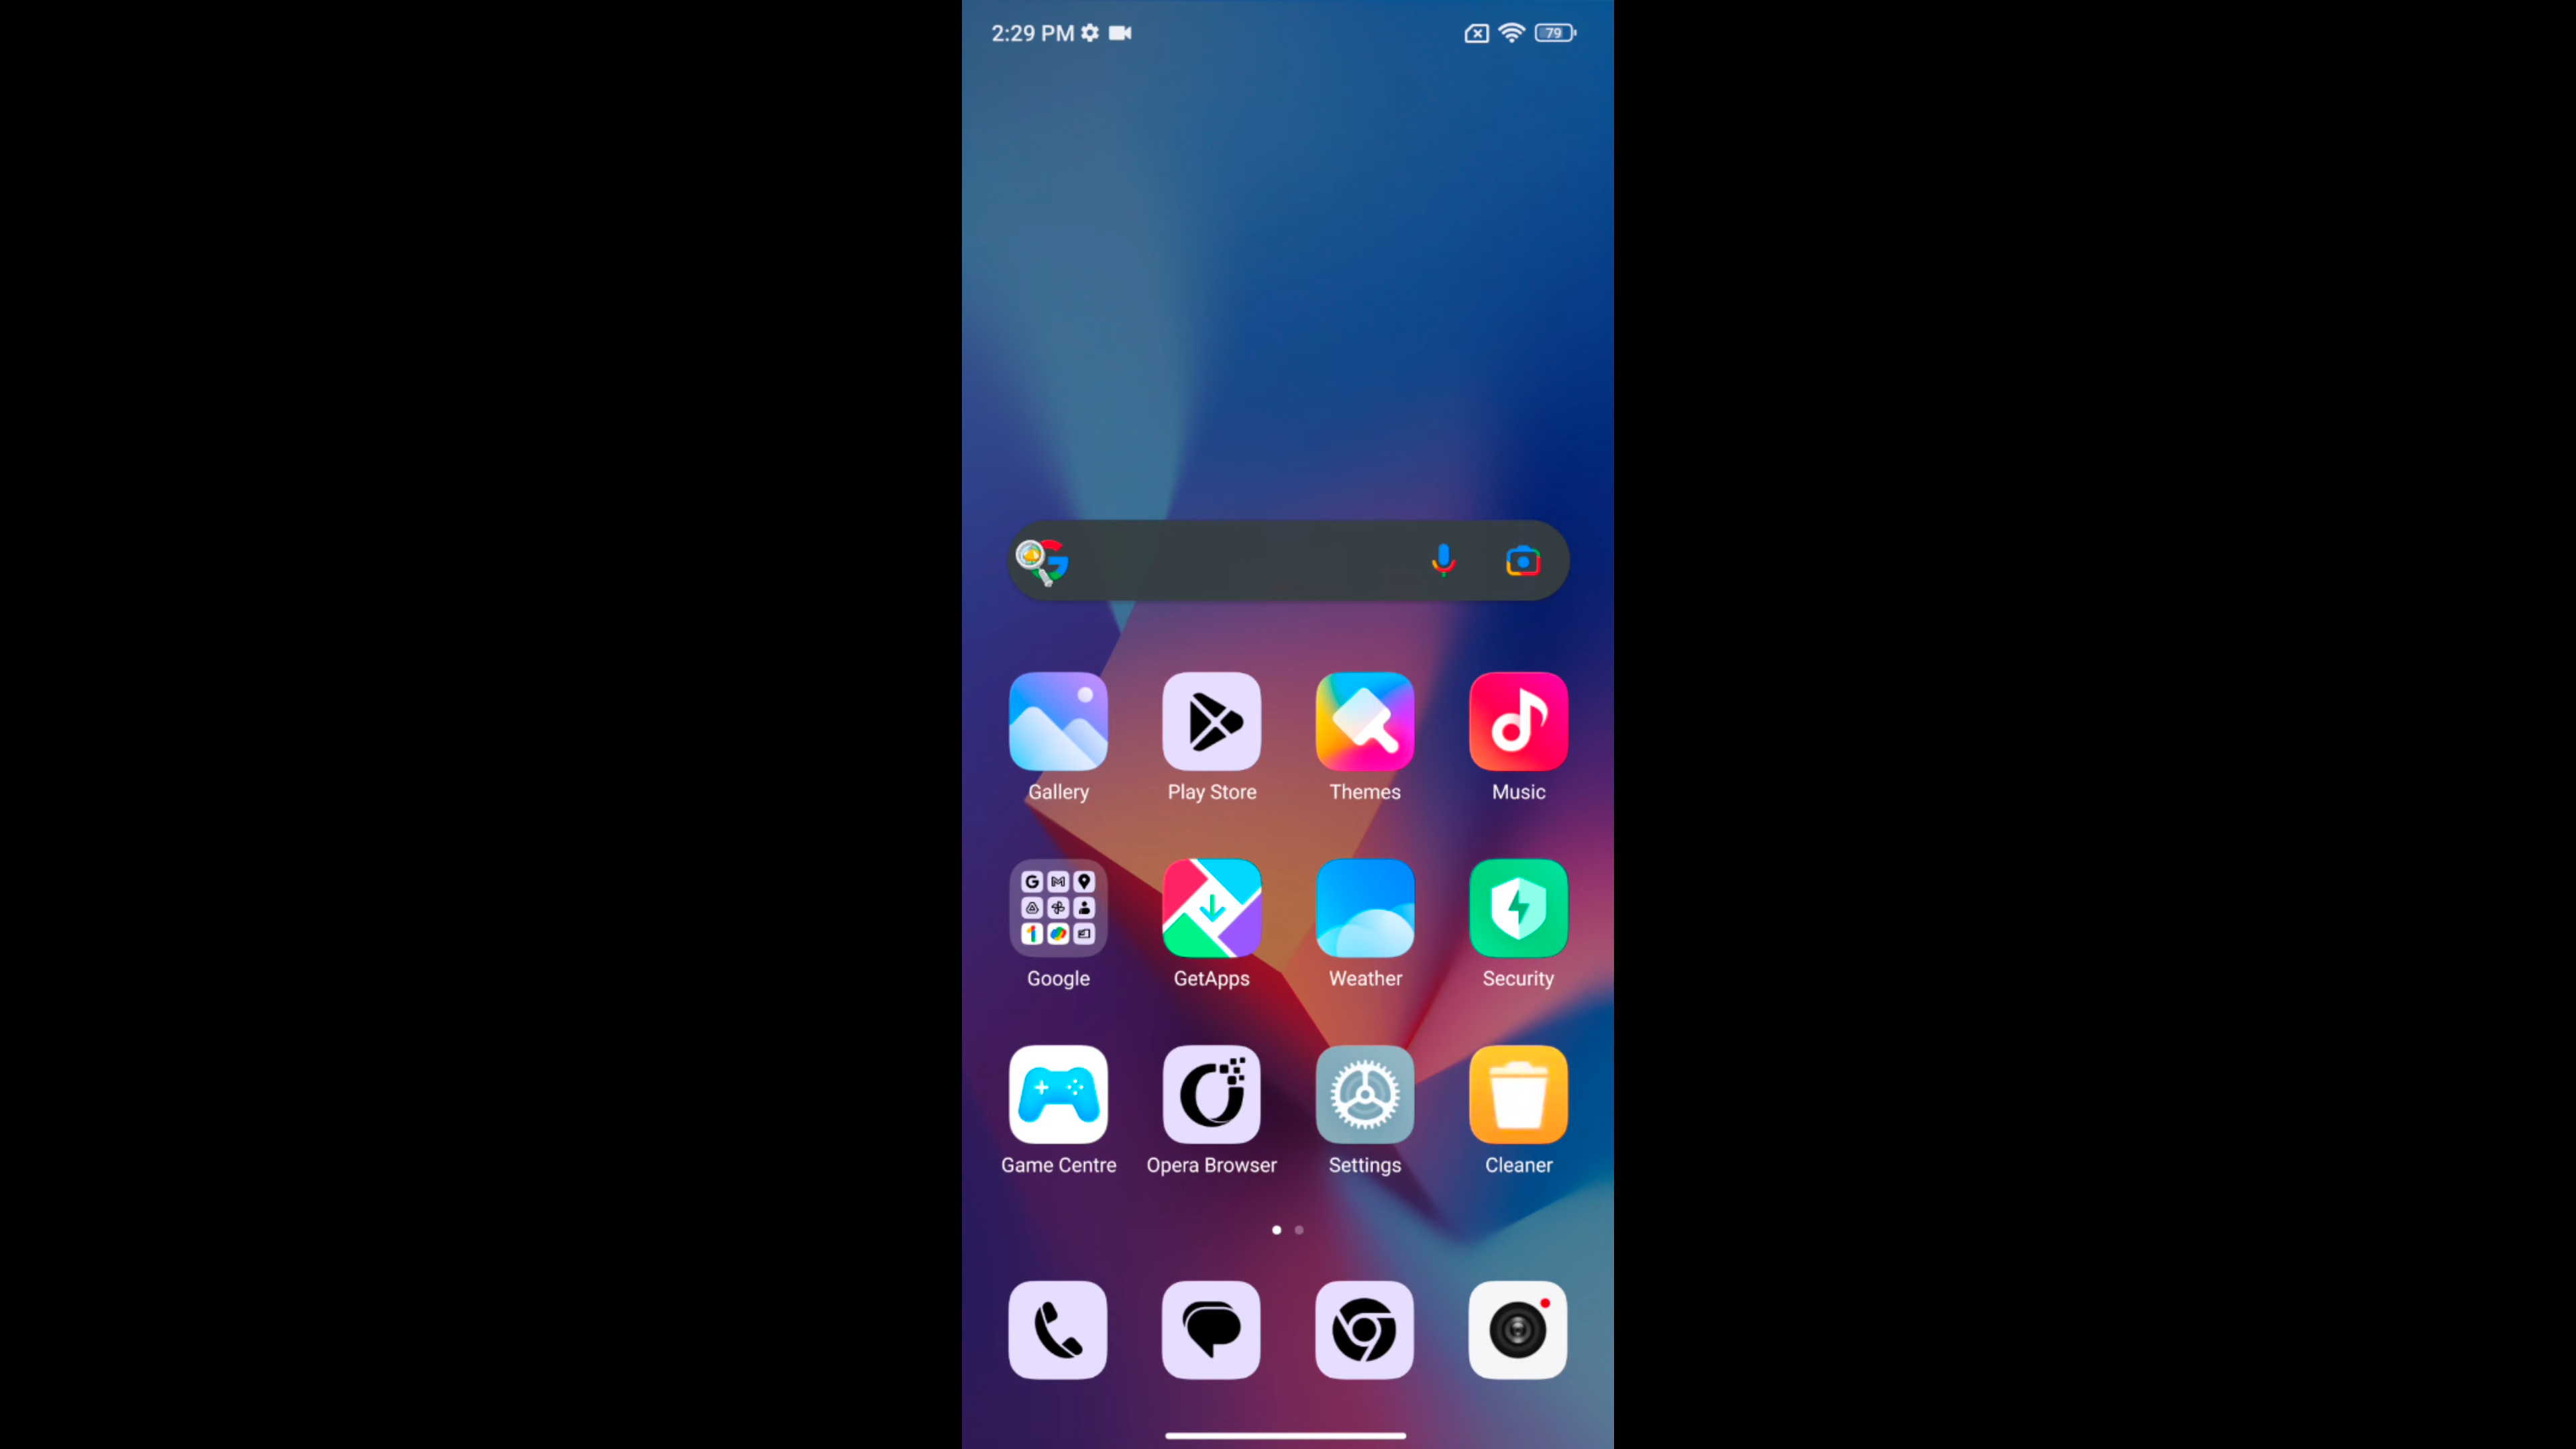 2:29 PM 79
Gallery Play Store Themes Music
Google GetApps Weather Security
Game Centre Opera Browser Settings Cleaner